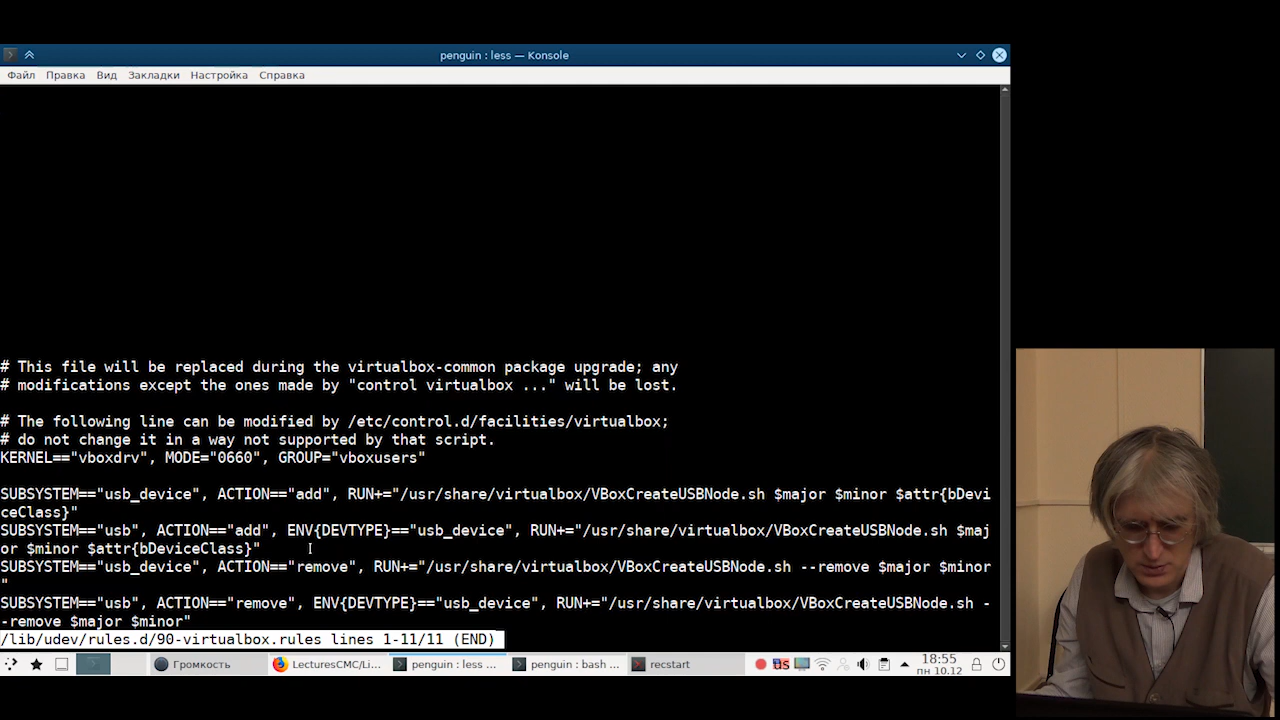 penguin : less — Konsole
Файл Правка Вид Закладки Настройка Справка
# This file will be replaced during the virtualbox-common package upgrade; any
# modifications except the ones made by "control virtualbox ..." will be lost.
# The following line can be modified by /etc/control.d/facilities/virtualbox;
# do not change it in a way not supported by that script.
KERNEL=="vboxdrv", MODE="0660", GROUP="vboxusers"
SUBSYSTEM=="usb_device", ACTION=="add", RUN+="/usr/share/virtualbox/VBoxCreateUSBNode.sh $major $minor $attr{bDevi
ceClass}"
SUBSYSTEM=="usb", ACTION=="add", ENV{DEVTYPE}=="usb_device", RUN+="/usr/share/virtualbox/VBoxCreateUSBNode.sh $maj
or $minor $attr{bDeviceClass}"
SUBSYSTEM=="usb_device", ACTION=="remove", RUN+="/usr/share/virtualbox/VBoxCreateUSBNode.sh --remove $major $minor
"
SUBSYSTEM=="usb", ACTION=="remove", ENV{DEVTYPE}=="usb_device", RUN+="/usr/share/virtualbox/VBoxCreateUSBNode.sh -
-remove $major $minor"
/lib/udev/rules.d/90-virtualbox.rules lines 1-11/11 (END)
Громкость LecturesCMC/Li... penguin : less ... penguin : bash ... recstart US 18:55
пн 10.12